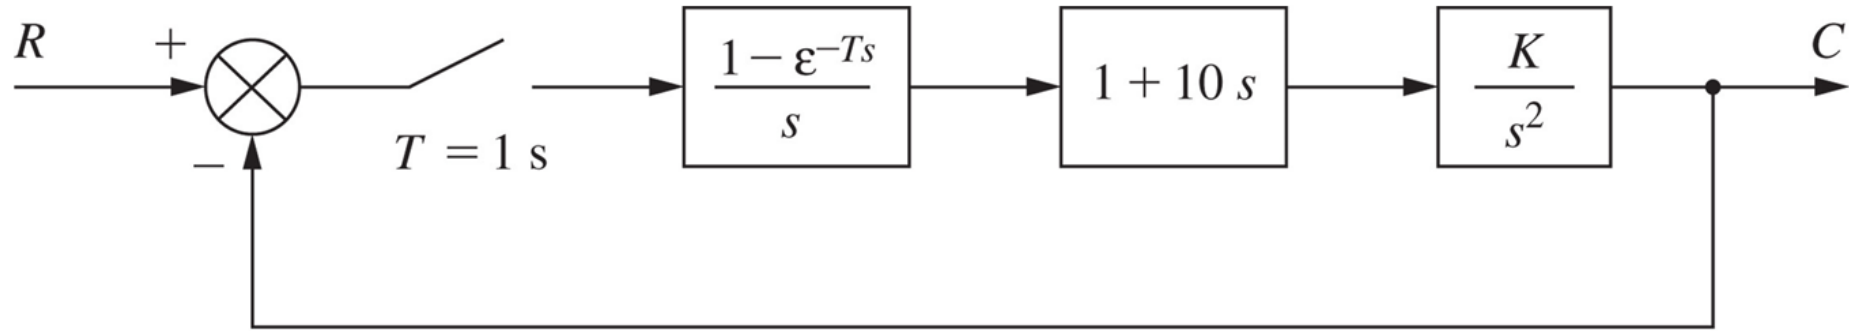 R
+
−
T = 1 s
1 − ε^−Ts
s
1 + 10 s
K
s^2
C